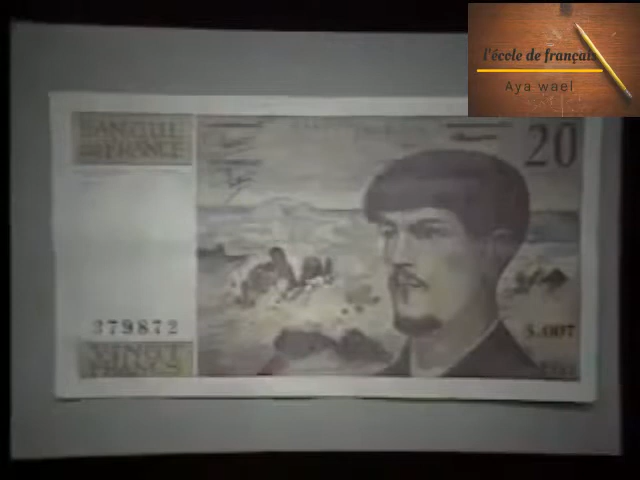 l'école de français
Aya wael
BANQUE
DE FRANCE
20
379872
S.007
VINGT
FRANCS